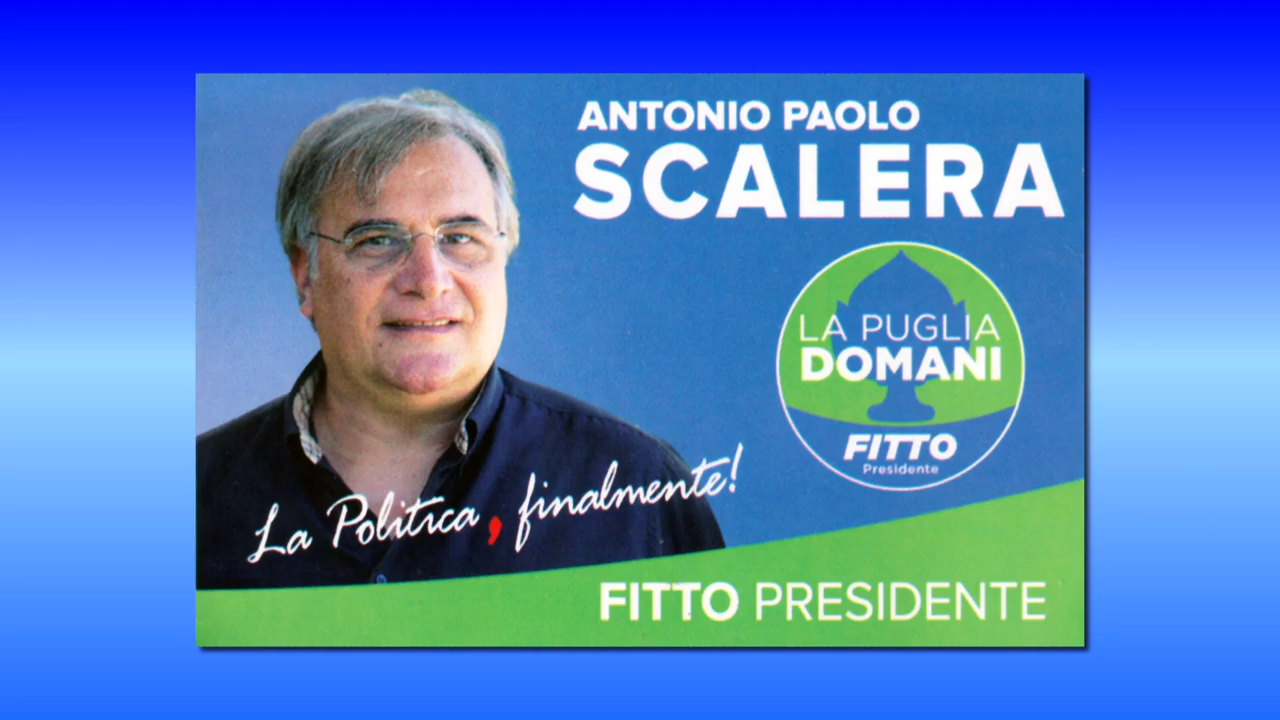 ANTONIO PAOLO
SCALERA
LA PUGLIA
DOMANI
FITTO
Presidente
La Politica, finalmente!
FITTO PRESIDENTE